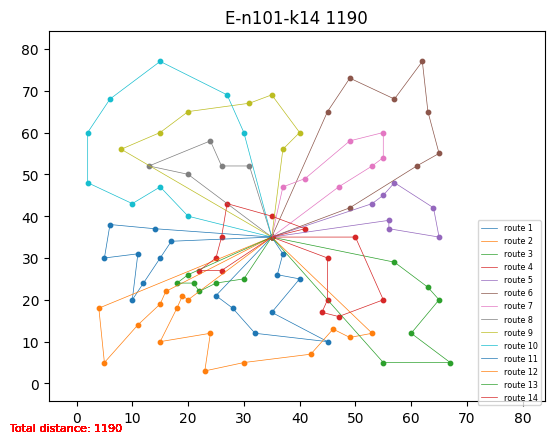 E-n101-k14 1190
80
70
60
50
40
30
20
10
0
0 10 20 30 40 50 60 70 80
route 1
route 2
route 3
route 4
route 5
route 6
route 7
route 8
route 9
route 10
route 11
route 12
route 13
route 14
Total distance: 1190